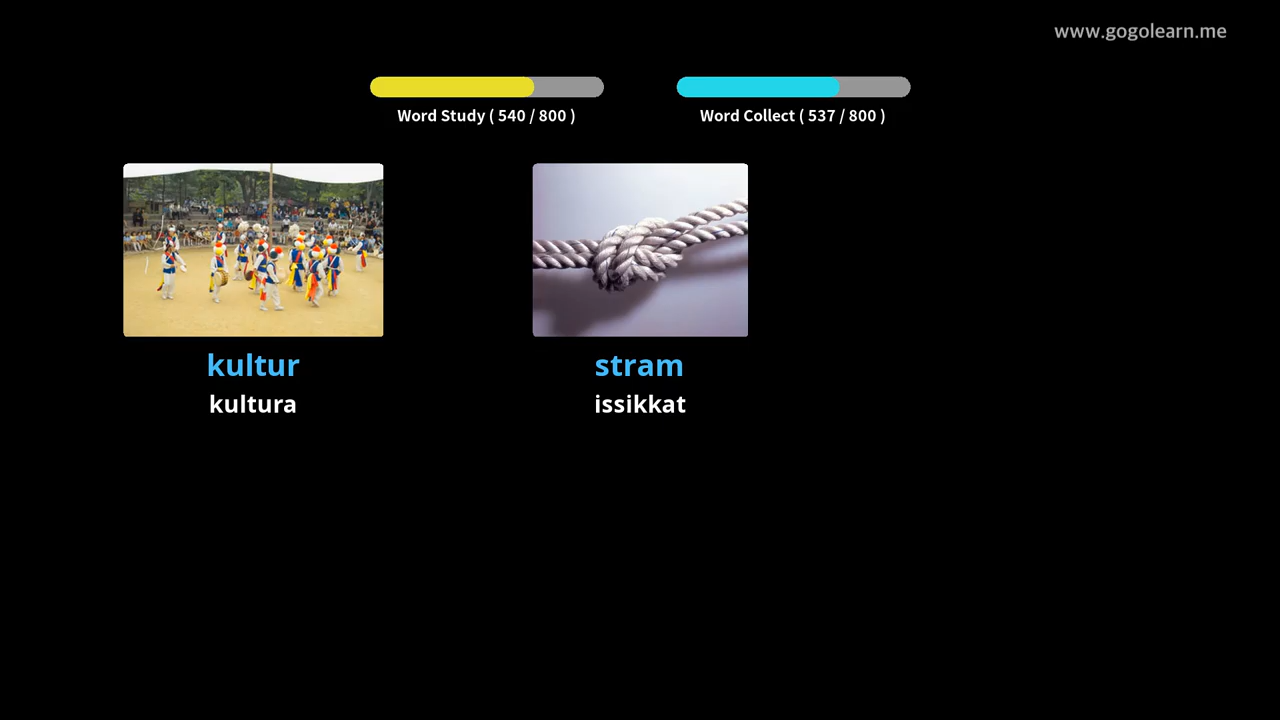 www.gogolearn.me
Word Study ( 540 / 800 )
Word Collect ( 537 / 800 )
kultur
kultura
stram
issikkat